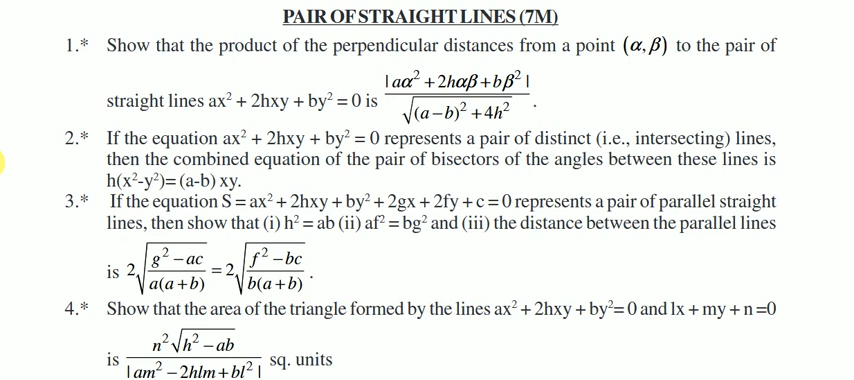 PAIR OF STRAIGHT LINES (7M)
1.* Show that the product of the perpendicular distances from a point (α, β) to the pair of
straight lines ax² + 2hxy + by² = 0 is |aα² + 2hαβ + bβ²| / √((a–b)² + 4h²) .
2.* If the equation ax² + 2hxy + by² = 0 represents a pair of distinct (i.e., intersecting) lines,
then the combined equation of the pair of bisectors of the angles between these lines is
h(x²-y²)= (a-b) xy.
3.* If the equation S = ax² + 2hxy + by² + 2gx + 2fy + c = 0 represents a pair of parallel straight
lines, then show that (i) h² = ab (ii) af² = bg² and (iii) the distance between the parallel lines
is 2√((g² – ac) / (a(a + b))) = 2√((f² – bc) / (b(a + b))) .
4.* Show that the area of the triangle formed by the lines ax² + 2hxy + by²= 0 and lx + my + n =0
is n²√(h² – ab) / |am² – 2hlm + bl²| sq. units